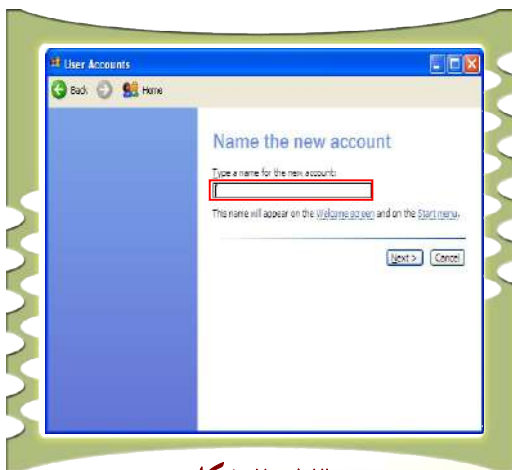 User Accounts
Back Home
Name the new account
Type a name for the new account:
This name will appear on the Welcome screen and on the Start menu.
Next > Cancel